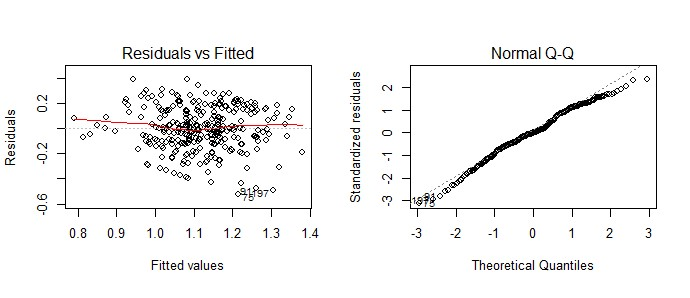 Residuals vs Fitted
Residuals
0.2
-0.2
-0.6
0.8 0.9 1.0 1.1 1.2 1.3 1.4
Fitted values
75
Normal Q-Q
Standardized residuals
2
1
0
-1
-2
-3
-3 -2 -1 0 1 2 3
Theoretical Quantiles